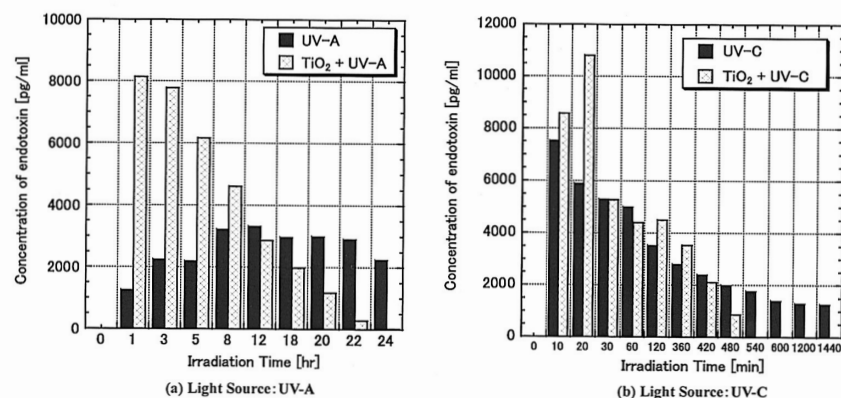 10000
8000
6000
4000
2000
0
Concentration of endotoxin [pg/ml]
UV-A
TiO₂ + UV-A
0 1 3 5 8 12 18 20 22 24
Irradiation Time [hr]
(a) Light Source: UV-A
12000
10000
8000
6000
4000
2000
0
Concentration of endotoxin [pg/ml]
UV-C
TiO₂ + UV-C
0 10 20 30 60 120 360 420 480 540 600 1200 1440
Irradiation Time [min]
(b) Light Source: UV-C